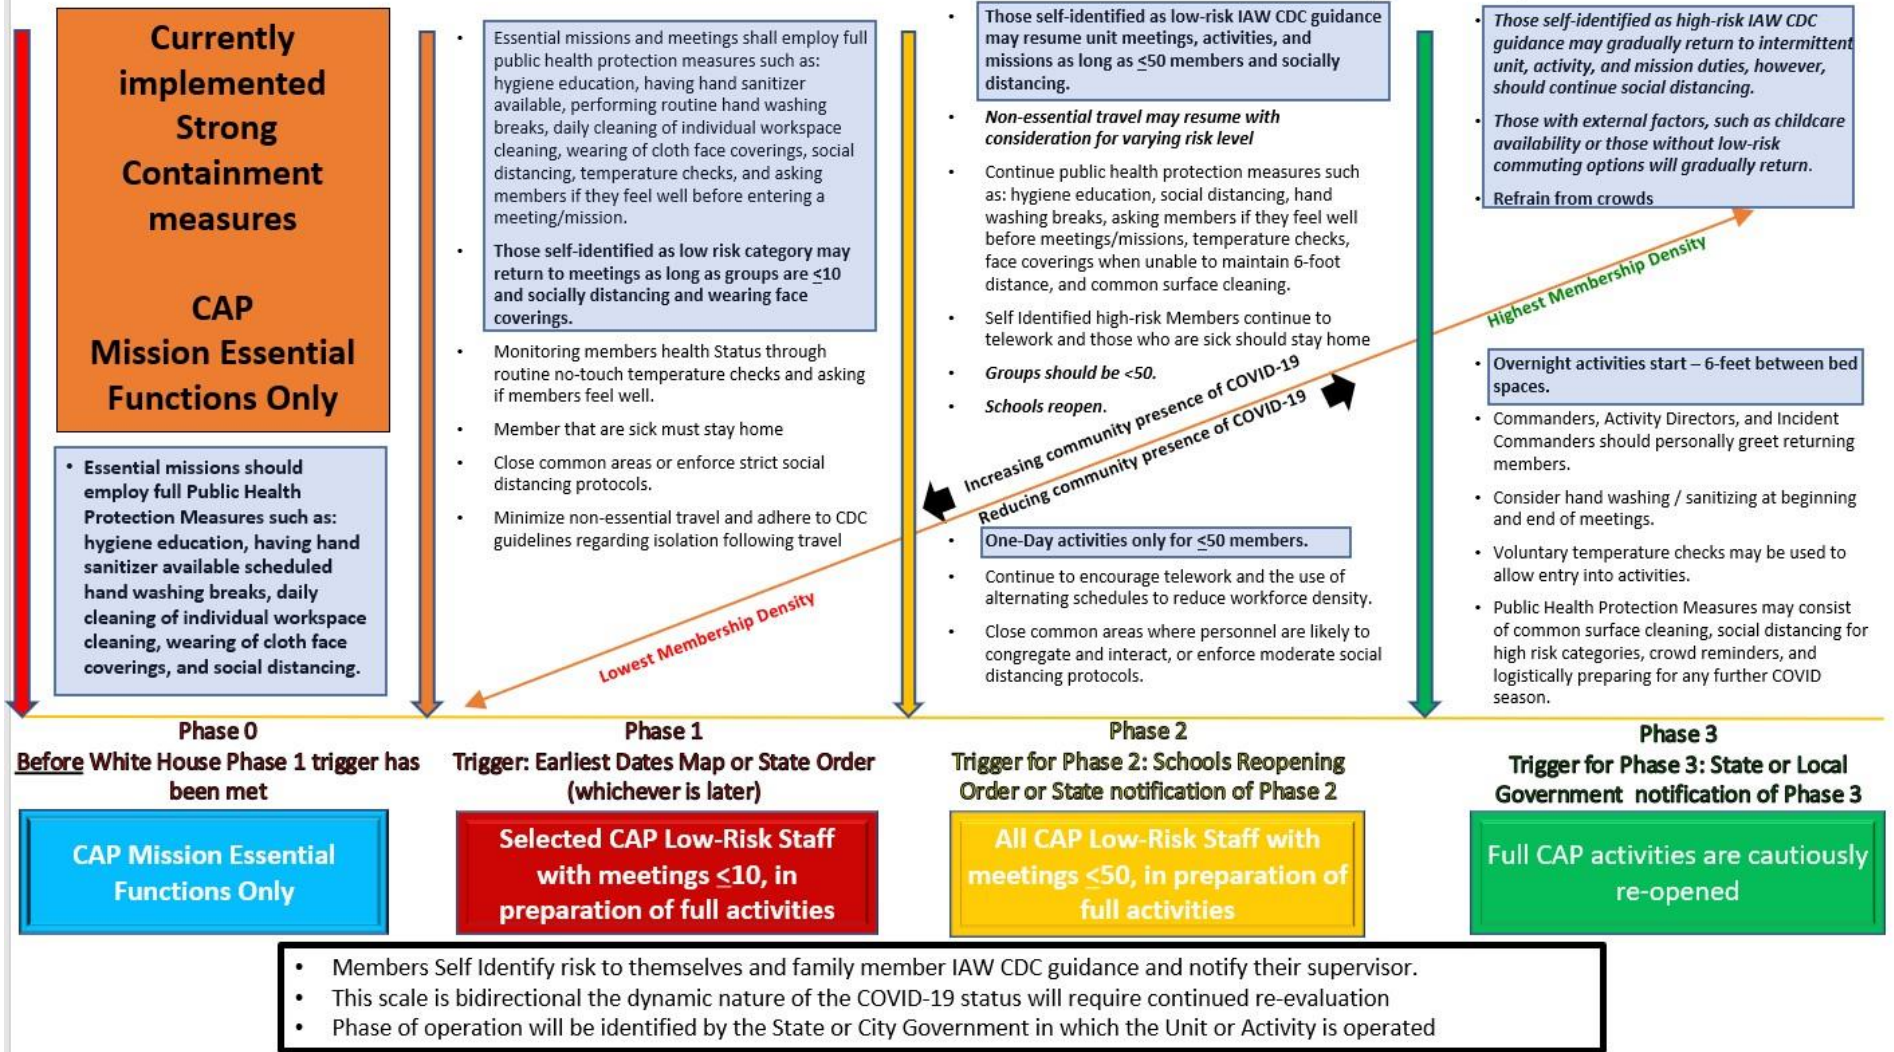 Currently
implemented
Strong
Containment
measures
CAP
Mission Essential
Functions Only
• Essential missions should
employ full Public Health
Protection Measures such as:
hygiene education, having hand
sanitizer available scheduled
hand washing breaks, daily
cleaning of individual workspace
cleaning, wearing of cloth face
coverings, and social distancing.
• Essential missions and meetings shall employ full
public health protection measures such as:
hygiene education, having hand sanitizer
available, performing routine hand washing
breaks, daily cleaning of individual workspace
cleaning, wearing of cloth face coverings, social
distancing, temperature checks, and asking
members if they feel well before entering a
meeting/mission.
• Those self-identified as low risk category may
return to meetings as long as groups are ≤10
and socially distancing and wearing face
coverings.
• Monitoring members health Status through
routine no-touch temperature checks and asking
if members feel well.
• Member that are sick must stay home
• Close common areas or enforce strict social
distancing protocols.
• Minimize non-essential travel and adhere to CDC
guidelines regarding isolation following travel
Lowest Membership Density
• Those self-identified as low-risk IAW CDC guidance
may resume unit meetings, activities, and
missions as long as ≤50 members and socially
distancing.
• Non-essential travel may resume with
consideration for varying risk level
• Continue public health protection measures such
as: hygiene education, social distancing, hand
washing breaks, asking members if they feel well
before meetings/missions, temperature checks,
face coverings when unable to maintain 6-foot
distance, and common surface cleaning.
• Self Identified high-risk Members continue to
telework and those who are sick should stay home
• Groups should be <50.
• Schools reopen.
Increasing community presence of COVID-19
Reducing community presence of COVID-19
• One-Day activities only for ≤50 members.
• Continue to encourage telework and the use of
alternating schedules to reduce workforce density.
• Close common areas where personnel are likely to
congregate and interact, or enforce moderate social
distancing protocols.
• Those self-identified as high-risk IAW CDC
guidance may gradually return to intermittent
unit, activity, and mission duties, however,
should continue social distancing.
• Those with external factors, such as childcare
availability or those without low-risk
commuting options will gradually return.
• Refrain from crowds
Highest Membership Density
• Overnight activities start – 6-feet between bed
spaces.
• Commanders, Activity Directors, and Incident
Commanders should personally greet returning
members.
• Consider hand washing / sanitizing at beginning
and end of meetings.
• Voluntary temperature checks may be used to
allow entry into activities.
• Public Health Protection Measures may consist
of common surface cleaning, social distancing for
high risk categories, crowd reminders, and
logistically preparing for any further COVID
season.
Phase 0
Before White House Phase 1 trigger has
been met
CAP Mission Essential
Functions Only
Phase 1
Trigger: Earliest Dates Map or State Order
(whichever is later)
Selected CAP Low-Risk Staff
with meetings ≤10, in
preparation of full activities
Phase 2
Trigger for Phase 2: Schools Reopening
Order or State notification of Phase 2
All CAP Low-Risk Staff with
meetings ≤50, in preparation of
full activities
Phase 3
Trigger for Phase 3: State or Local
Government notification of Phase 3
Full CAP activities are cautiously
re-opened
• Members Self Identify risk to themselves and family member IAW CDC guidance and notify their supervisor.
• This scale is bidirectional the dynamic nature of the COVID-19 status will require continued re-evaluation
• Phase of operation will be identified by the State or City Government in which the Unit or Activity is operated